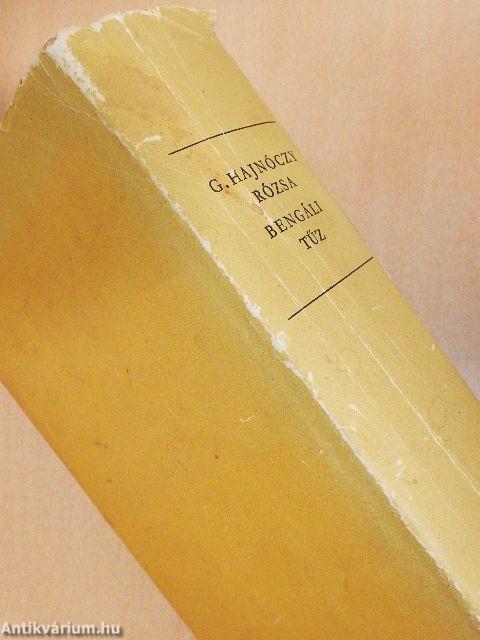 G. HAJNÓCZY
RÓZSA
BENGÁLI
TŰZ
Antikvárium.hu